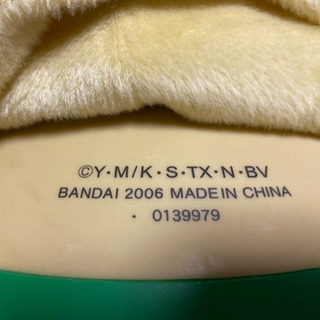 ©Y・M/K・S・TX・N・BV
BANDAI 2006 MADE IN CHINA
・ 0139979